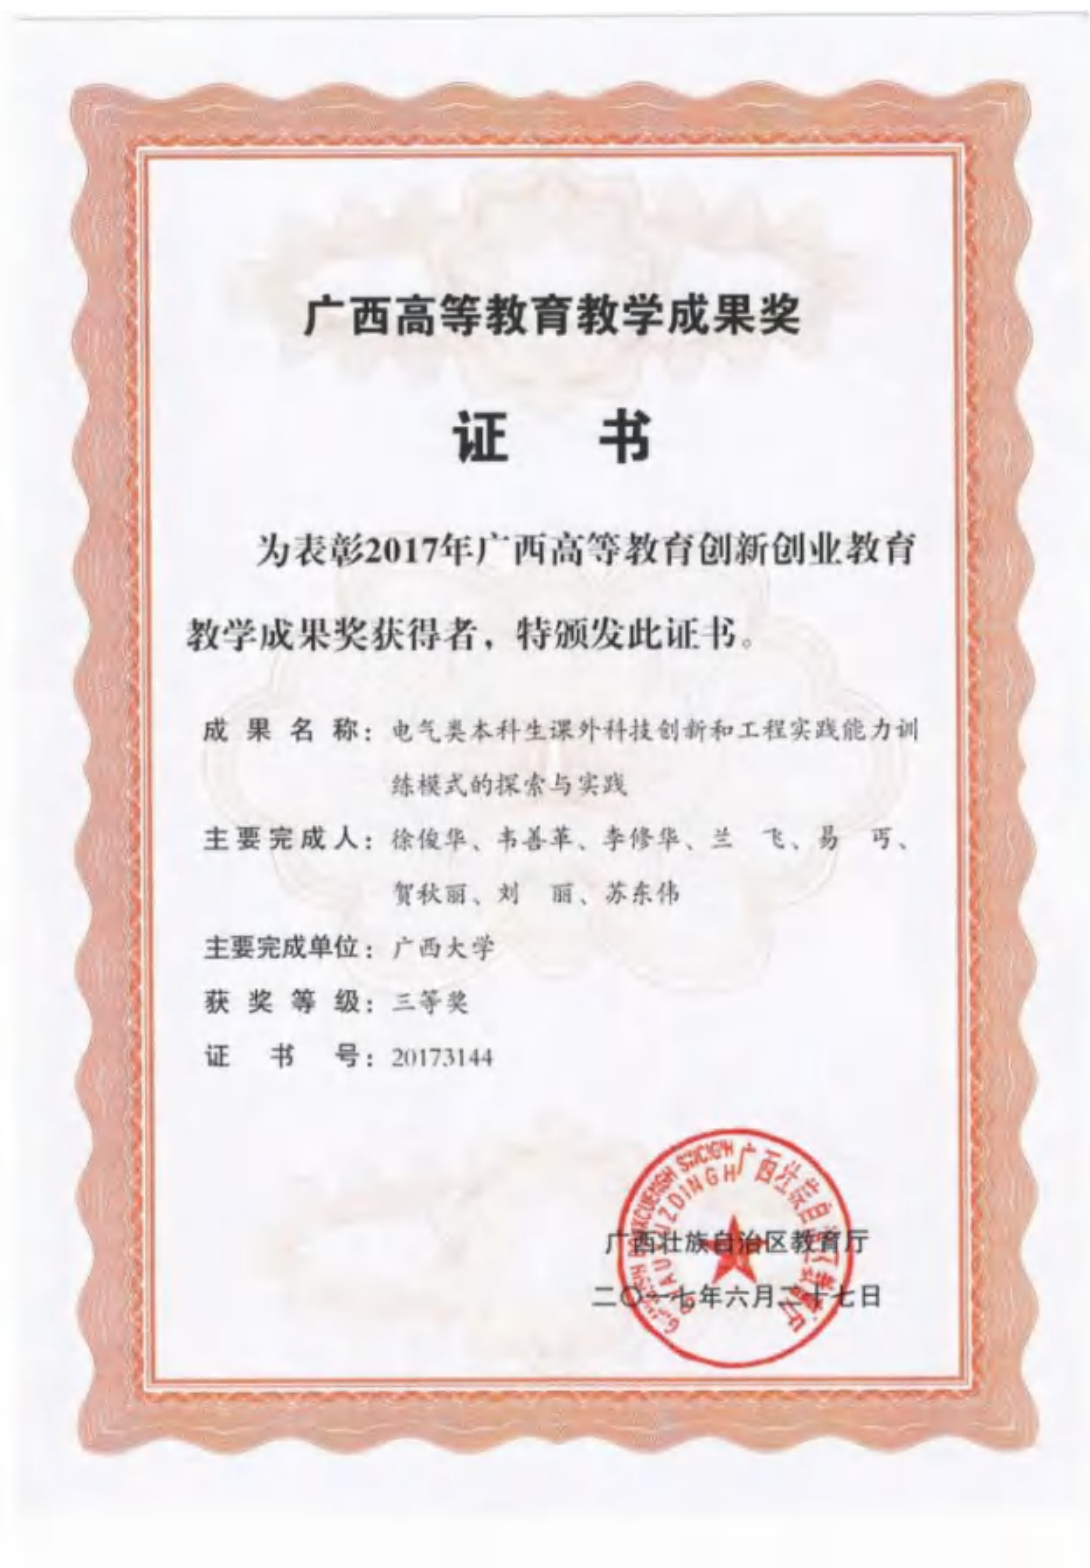 广西高等教育教学成果奖
证 书
为表彰2017年广西高等教育创新创业教育
教学成果奖获得者，特颁发此证书。
成果名称：电气类本科生课外科技创新和工程实践能力训
练模式的探索与实践
主要完成人：徐俊华、韦善革、李修华、兰 飞、易 丐、
贺秋丽、刘 丽、苏东伟
主要完成单位：广西大学
获奖等级：三等奖
证书号：20173144
广西壮族自治区教育厅
二〇一七年六月二十七日